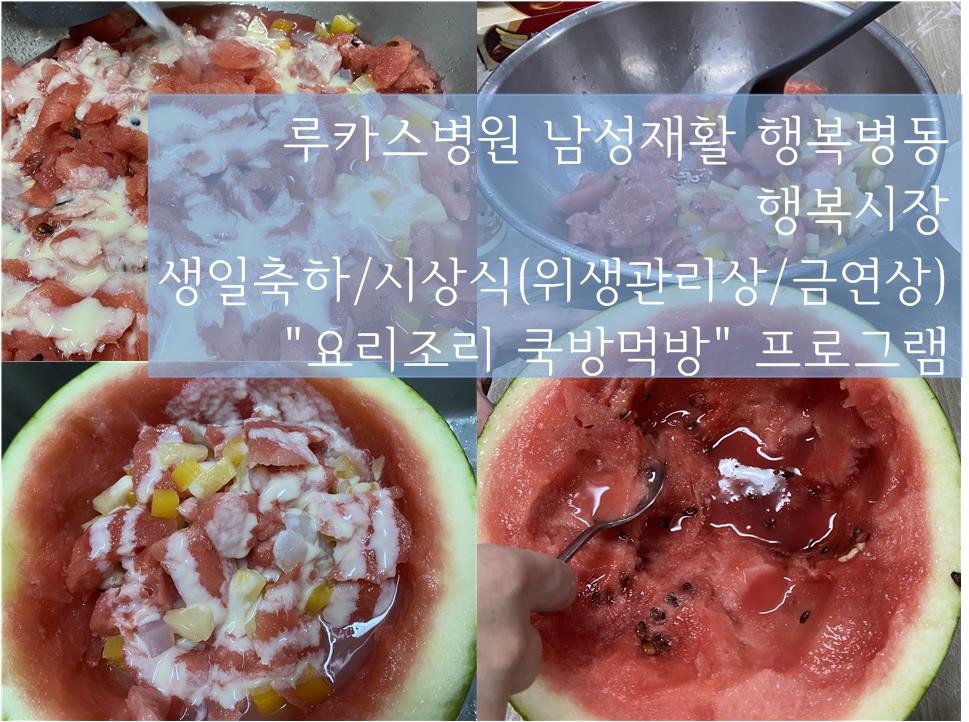 루카스병원 남성재활 행복병동
행복시장
생일축하/시상식(위생관리상/금연상)
"요리조리 쿡방먹방" 프로그램